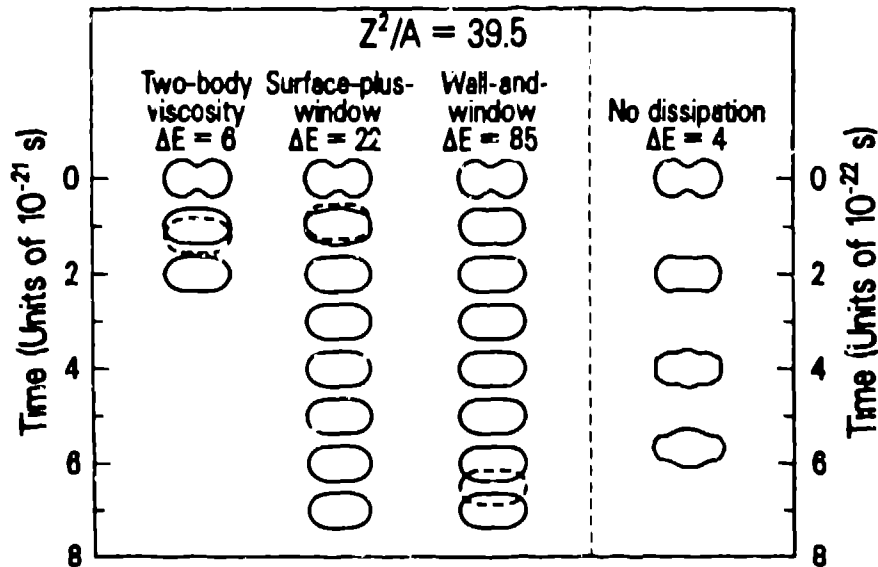 Z²/A = 39.5
Two-body
viscosity
ΔE = 6
Surface-plus-
window
ΔE = 22
Wall-and-
window
ΔE = 85
No dissipation
ΔE = 4
Time (Units of 10⁻²¹ s)
0
2
4
6
8
Time (Units of 10⁻²² s)
0
2
4
6
8